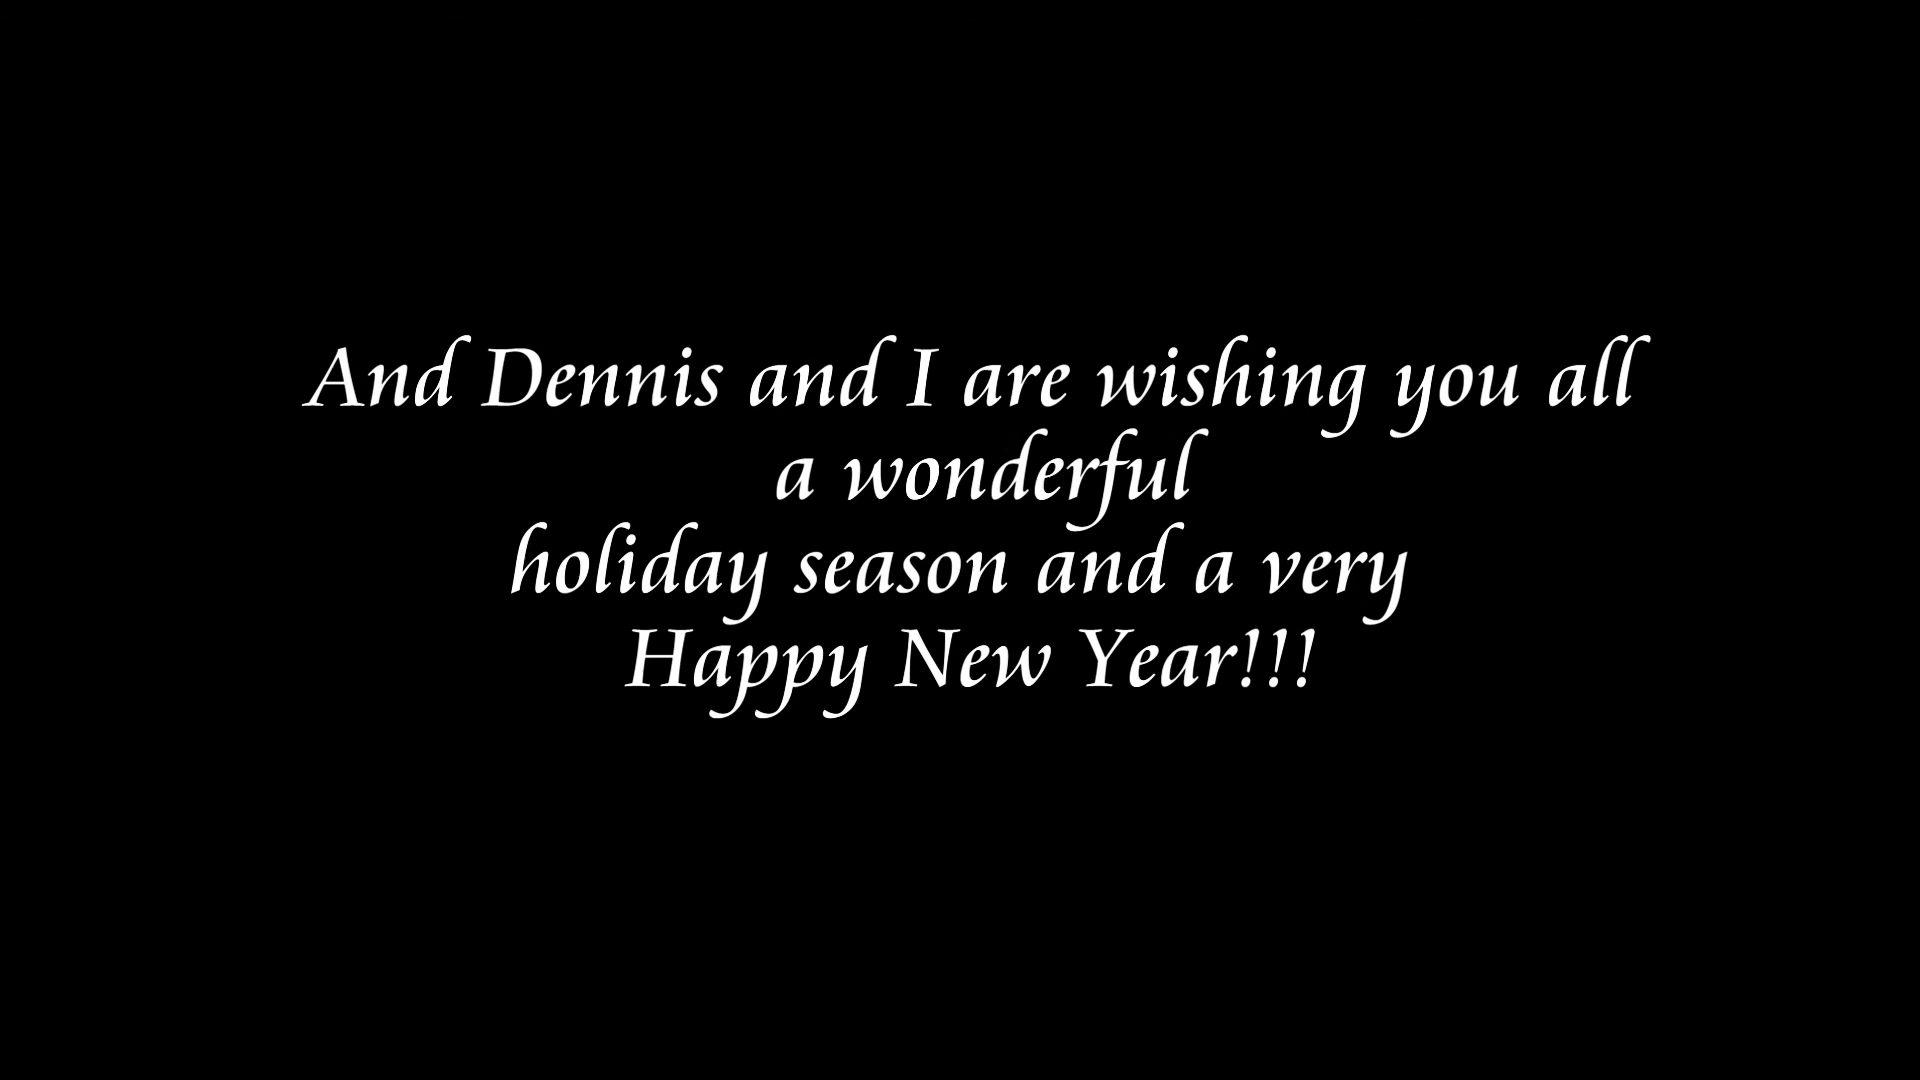 And Dennis and I are wishing you all
a wonderful
holiday season and a very
Happy New Year!!!